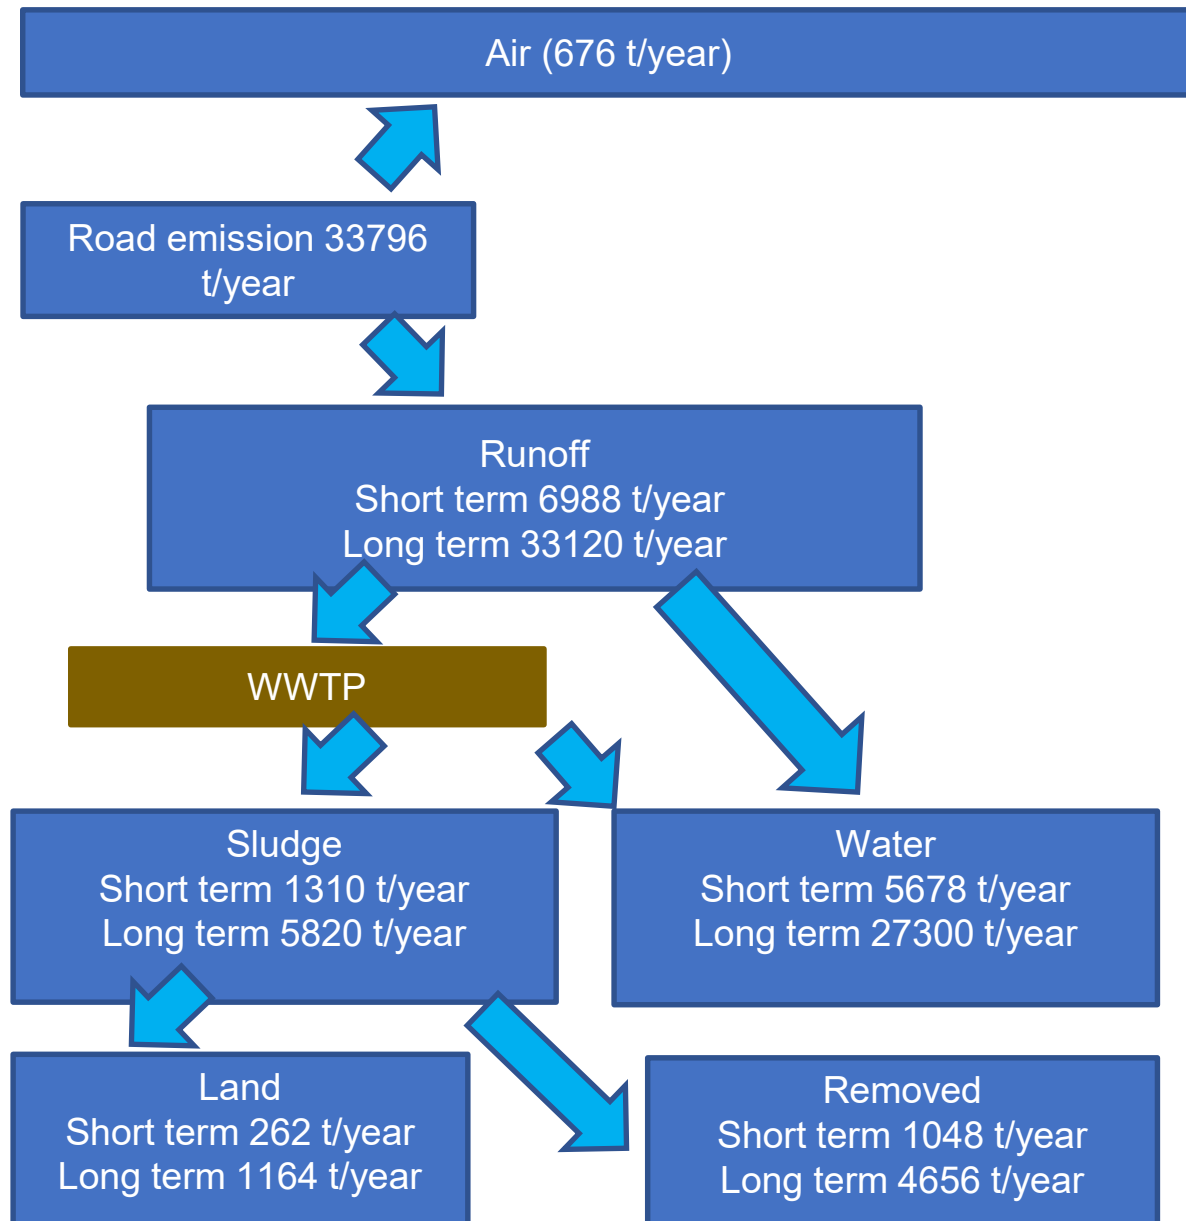 Air (676 t/year)
Road emission 33796
t/year
Runoff
Short term 6988 t/year
Long term 33120 t/year
WWTP
Sludge
Short term 1310 t/year
Long term 5820 t/year
Water
Short term 5678 t/year
Long term 27300 t/year
Land
Short term 262 t/year
Long term 1164 t/year
Removed
Short term 1048 t/year
Long term 4656 t/year